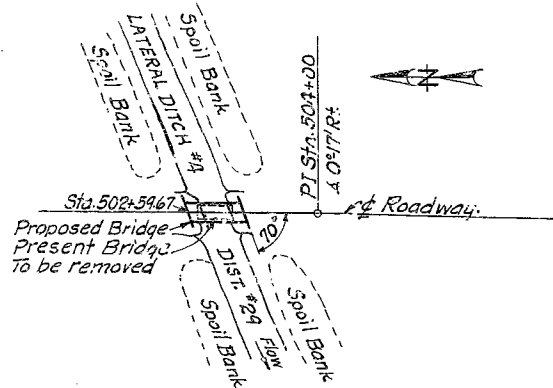 LATERAL DITCH #4
Spoil Bank
Spoil Bank
PI Sta. 504+00
Δ 0°17' Rt.
N
Sta. 502+59.67
℄ Roadway.
Proposed Bridge
Present Bridge
To be removed
70°
DIST. #29
Flow
Spoil Bank
Spoil Bank